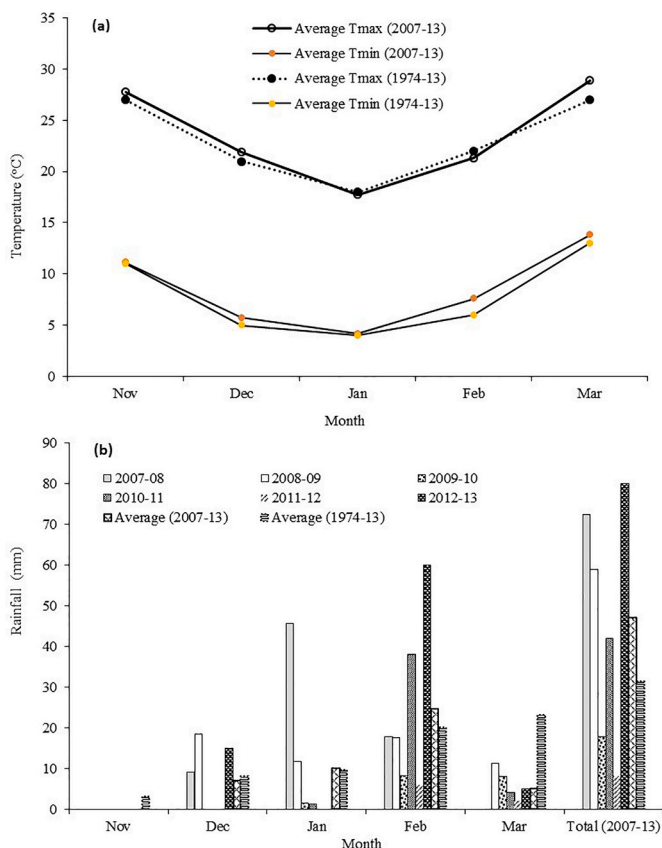 (a)
Average Tmax (2007-13)
Average Tmin (2007-13)
Average Tmax (1974-13)
Average Tmin (1974-13)
35
30
25
20
15
10
5
0
Temperature (°C)
Nov Dec Jan Feb Mar
Month
(b)
2007-08 2008-09 2009-10
2010-11 2011-12 2012-13
Average (2007-13) Average (1974-13)
90
80
70
60
50
40
30
20
10
0
Rainfall (mm)
Nov Dec Jan Feb Mar Total (2007-13)
Month